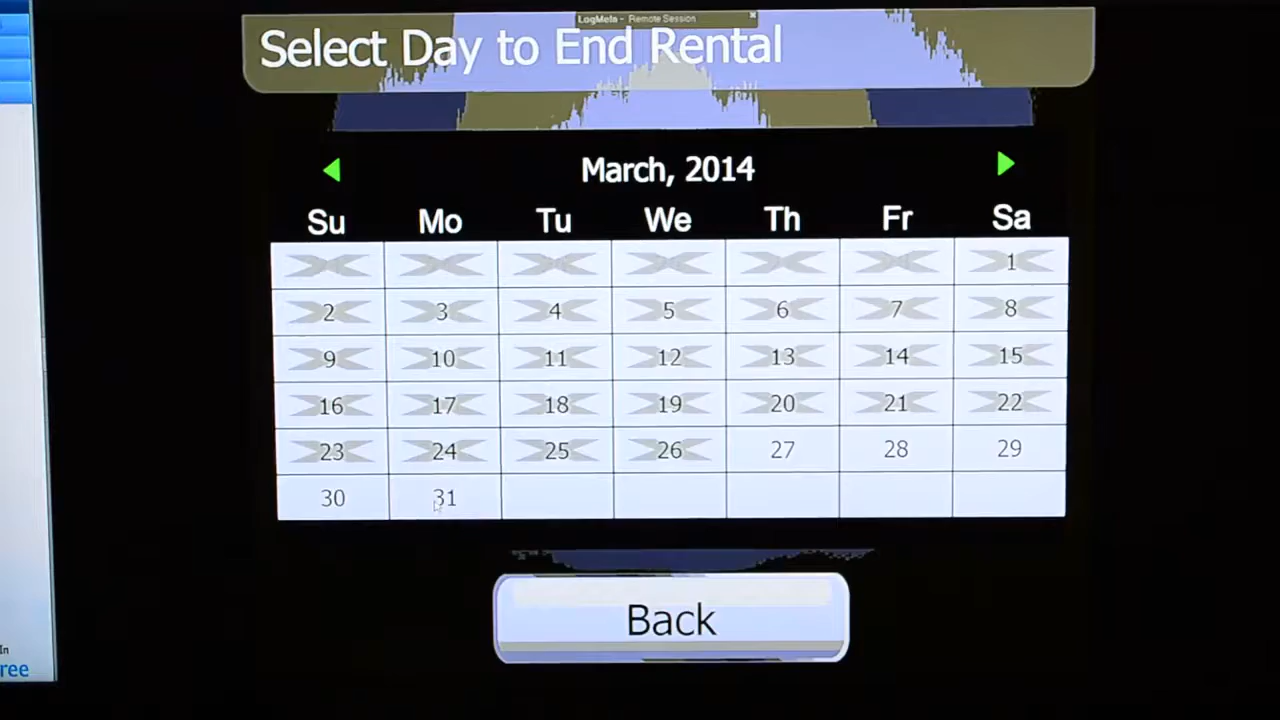 LogMeIn - Remote Session
Select Day to End Rental
March, 2014
Su Mo Tu We Th Fr Sa
1
2 3 4 5 6 7 8
9 10 11 12 13 14 15
16 17 18 19 20 21 22
23 24 25 26 27 28 29
30 31
Back
In
ree